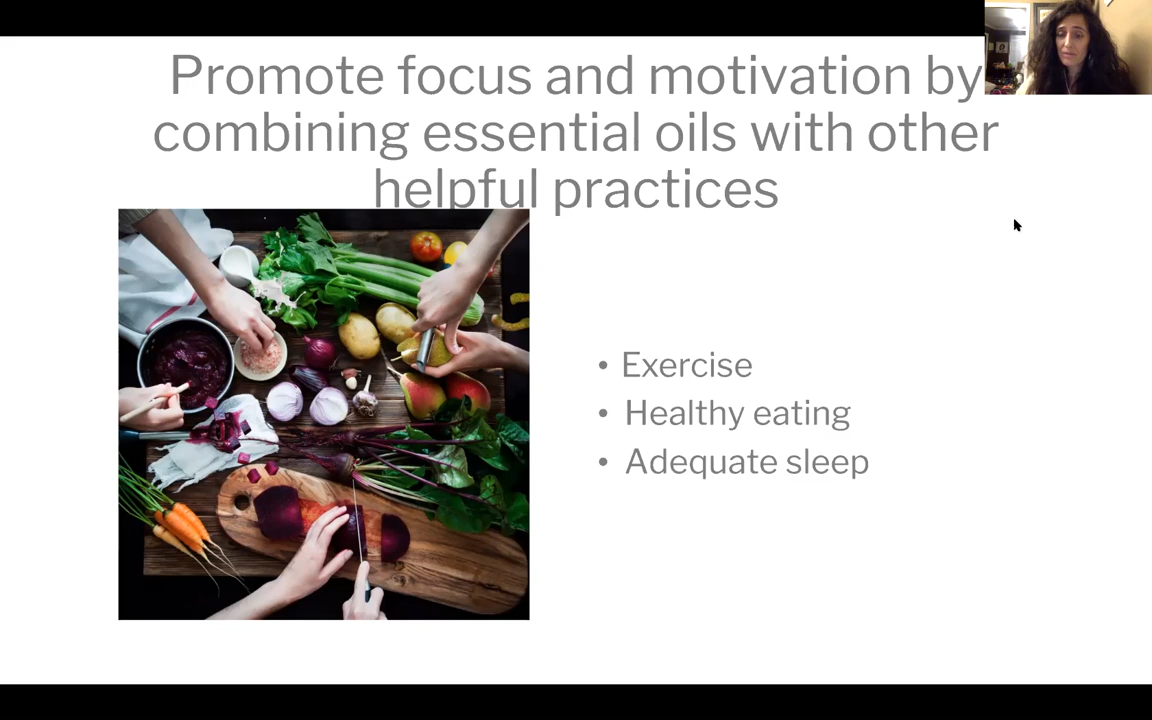 Promote focus and motivation by
combining essential oils with other
helpful practices
• Exercise
• Healthy eating
• Adequate sleep